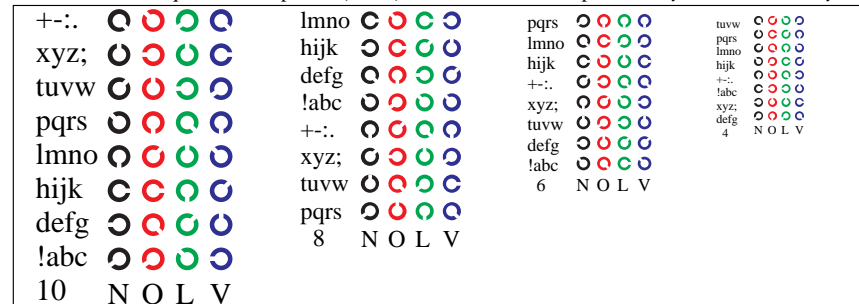 +-:.
xyz;
tuvw
pqrs
lmno
hijk
defg
!abc
10 N O L V
lmno
hijk
defg
!abc
+-:.
xyz;
tuvw
pqrs
8 N O L V
pqrs
lmno
hijk
+-:.
xyz;
tuvw
defg
!abc
6 N O L V
tuvw
pqrs
lmno
hijk
+-:.
!abc
xyz;
defg
4 N O L V